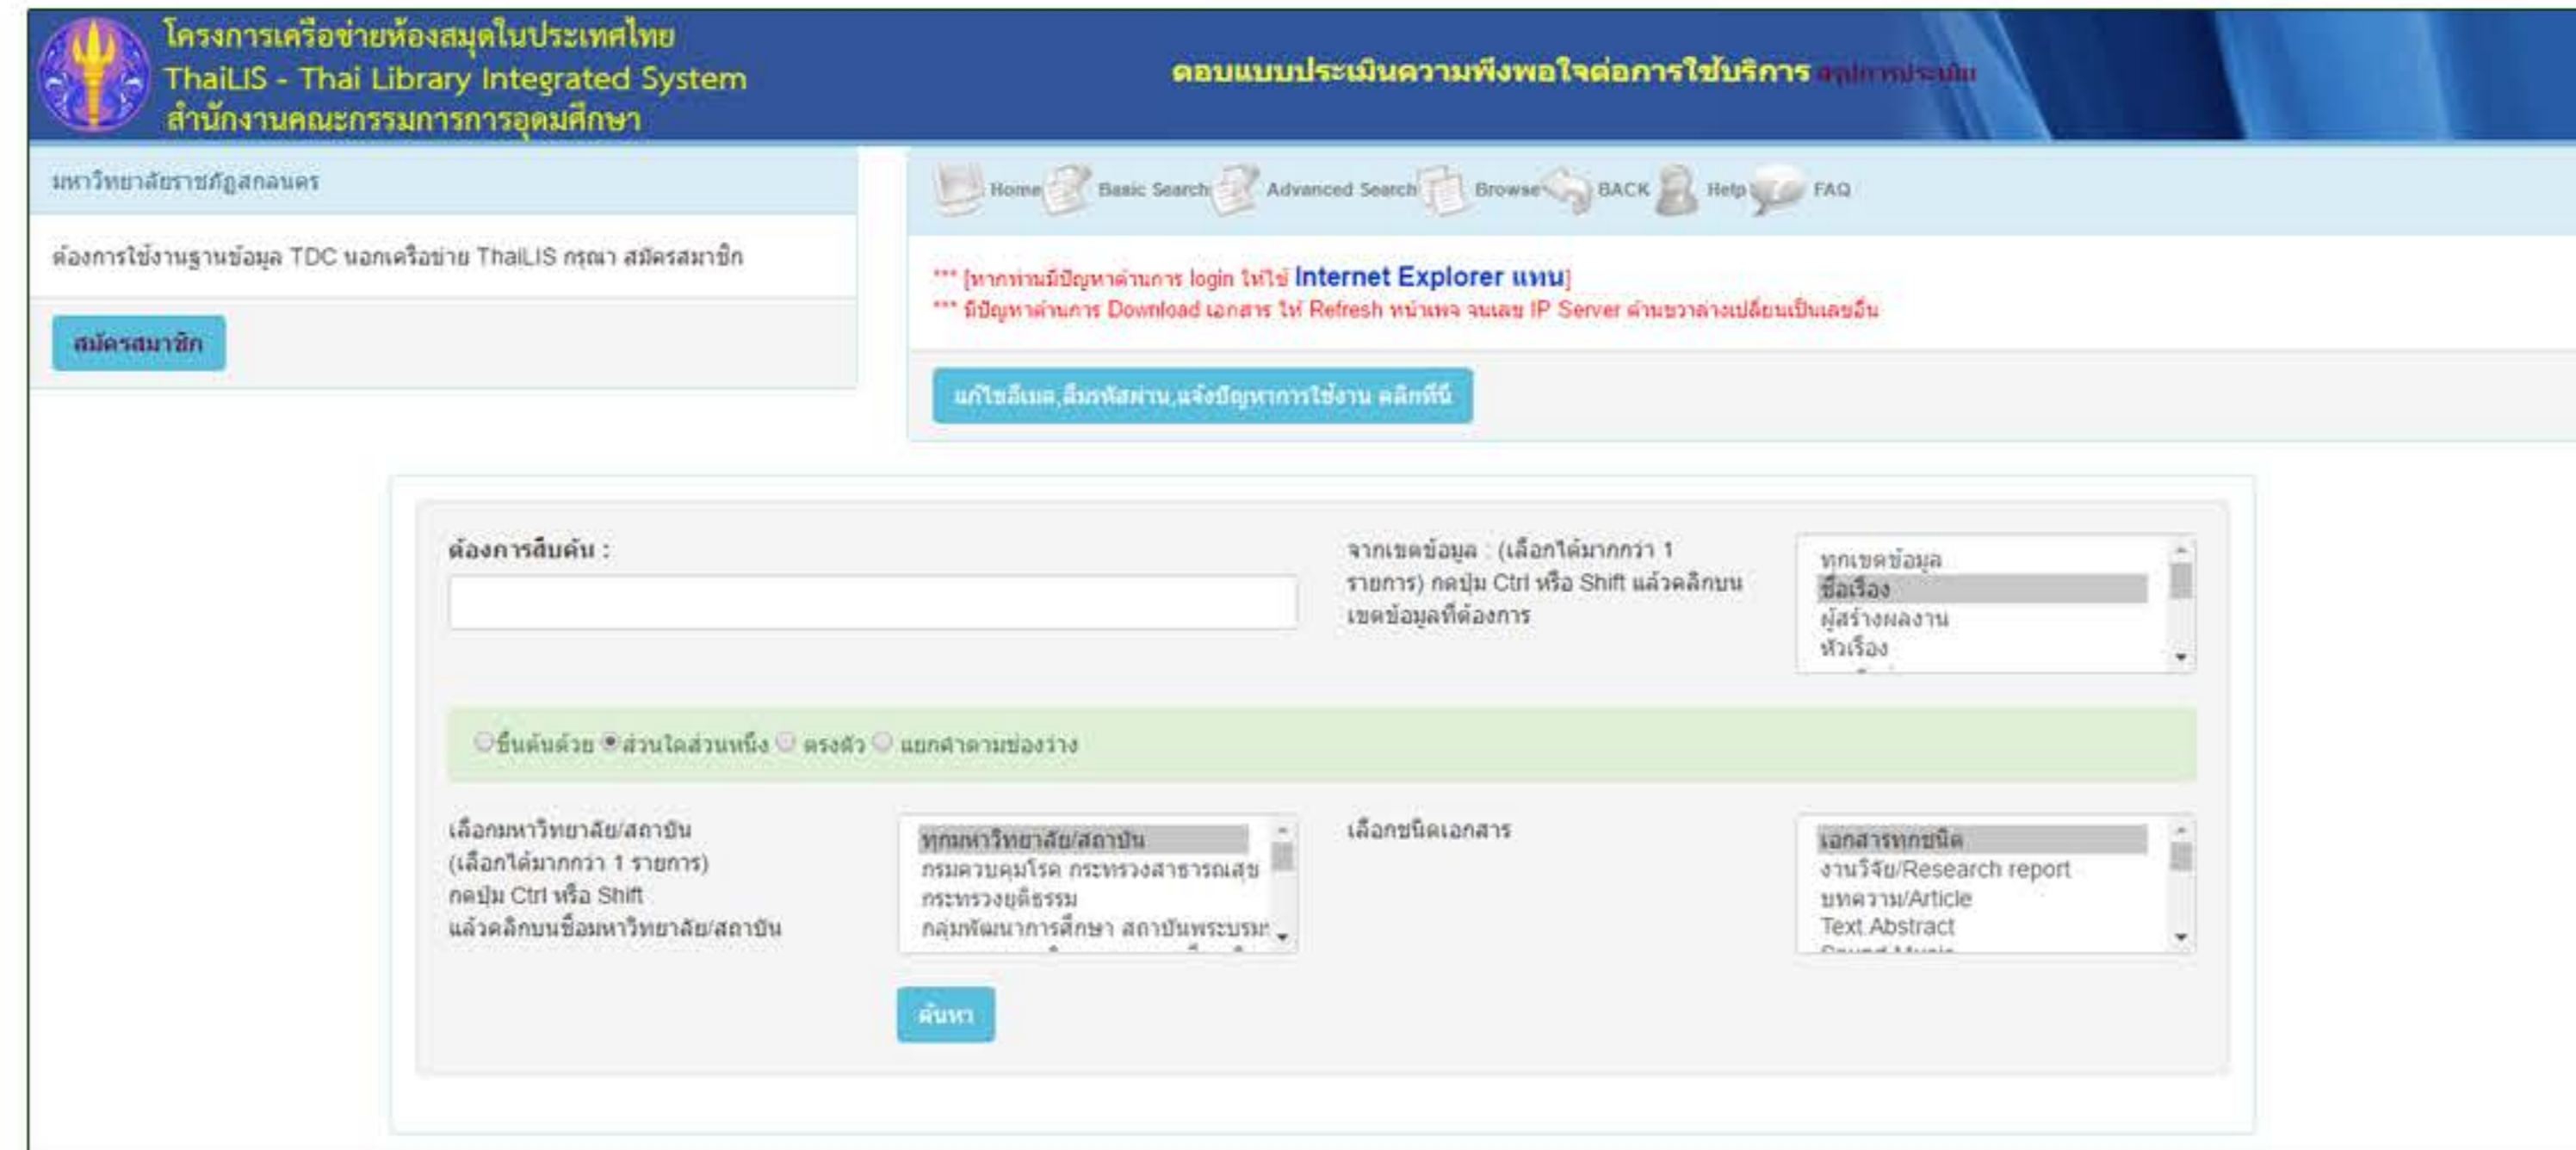 โครงการเครือข่ายห้องสมุดในประเทศไทย
ThaiLIS - Thai Library Integrated System
สำนักงานคณะกรรมการการอุดมศึกษา
ตอบแบบประเมินความพึงพอใจต่อการใช้บริการ สรุปการประเมิน
มหาวิทยาลัยราชภัฏสกลนคร
Home Basic Search Advanced Search Browse BACK Help FAQ
ต้องการใช้งานฐานข้อมูล TDC นอกเครือข่าย ThaiLIS กรุณา สมัครสมาชิก
*** [หากท่านมีปัญหาด้านการ login ให้ใช้ Internet Explorer แทน]
*** มีปัญหาด้านการ Download เอกสาร ให้ Refresh หน้าเพจ จนเลข IP Server ด้านขวาล่างเปลี่ยนเป็นเลขอื่น
สมัครสมาชิก
แก้ไขอีเมล,ลืมรหัสผ่าน,แจ้งปัญหาการใช้งาน คลิกที่นี่
ต้องการสืบค้น :
จากเขตข้อมูล : (เลือกได้มากกว่า 1
รายการ) กดปุ่ม Ctrl หรือ Shift แล้วคลิกบน
เขตข้อมูลที่ต้องการ
ทุกเขตข้อมูล
ชื่อเรื่อง
ผู้สร้างผลงาน
หัวเรื่อง
ขึ้นต้นด้วย ส่วนใดส่วนหนึ่ง ตรงตัว แยกคำตามช่องว่าง
เลือกมหาวิทยาลัย/สถาบัน
(เลือกได้มากกว่า 1 รายการ)
กดปุ่ม Ctrl หรือ Shift
แล้วคลิกบนชื่อมหาวิทยาลัย/สถาบัน
ทุกมหาวิทยาลัย/สถาบัน
กรมควบคุมโรค กระทรวงสาธารณสุข
กระทรวงยุติธรรม
กลุ่มพัฒนาการศึกษา สถาบันพระบรม
เลือกชนิดเอกสาร
เอกสารทุกชนิด
งานวิจัย/Research report
บทความ/Article
Text Abstract
ค้นหา